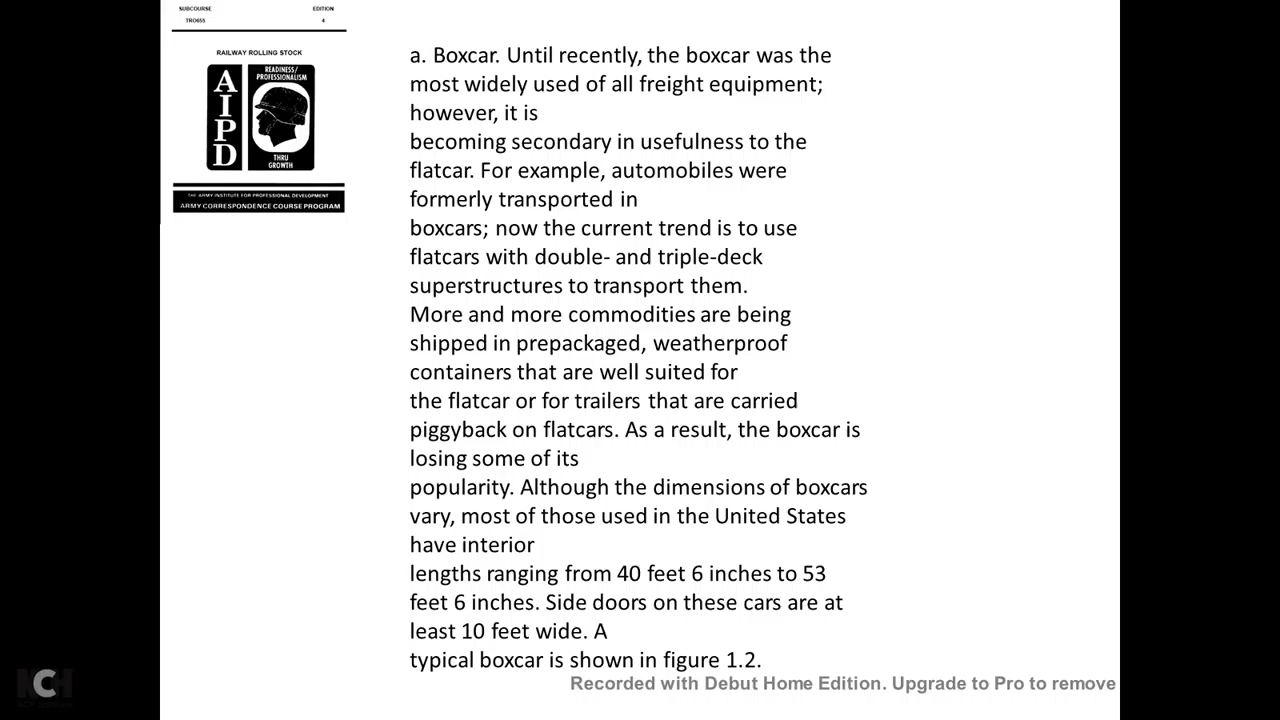 SUBCOURSE EDITION
TRO655 4
RAILWAY ROLLING STOCK
AIPD
READINESS/
PROFESSIONALISM
THRU
GROWTH
THE ARMY INSTITUTE FOR PROFESSIONAL DEVELOPMENT
ARMY CORRESPONDENCE COURSE PROGRAM
a. Boxcar. Until recently, the boxcar was the
most widely used of all freight equipment;
however, it is
becoming secondary in usefulness to the
flatcar. For example, automobiles were
formerly transported in
boxcars; now the current trend is to use
flatcars with double- and triple-deck
superstructures to transport them.
More and more commodities are being
shipped in prepackaged, weatherproof
containers that are well suited for
the flatcar or for trailers that are carried
piggyback on flatcars. As a result, the boxcar is
losing some of its
popularity. Although the dimensions of boxcars
vary, most of those used in the United States
have interior
lengths ranging from 40 feet 6 inches to 53
feet 6 inches. Side doors on these cars are at
least 10 feet wide. A
typical boxcar is shown in figure 1.2.
Recorded with Debut Home Edition. Upgrade to Pro to remove
NCH